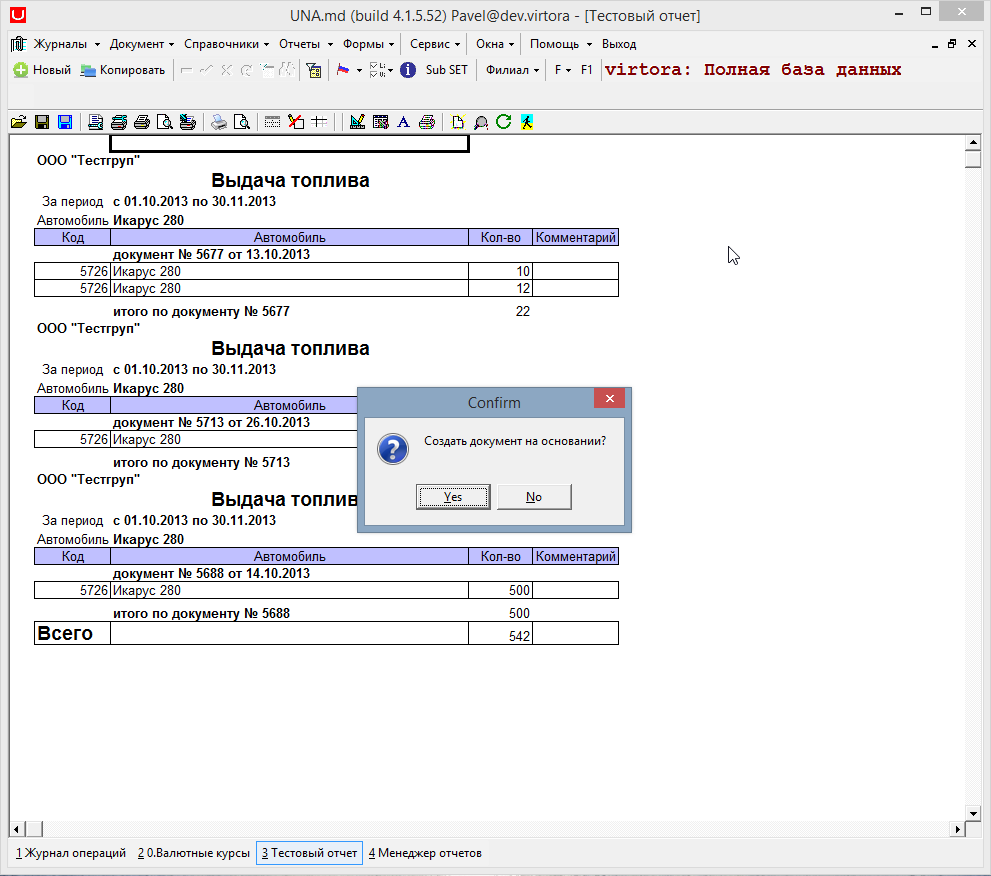 UNA.md (build 4.1.5.52) Pavel@dev.virtora - [Тестовый отчет]
Журналы Документ Справочники Отчеты Формы Сервис Окна Помощь Выход
Новый Копировать Sub SET Филиал F F1 virtora: Полная база данных
ООО "Тестгруп"
Выдача топлива
За период с 01.10.2013 по 30.11.2013
Автомобиль Икарус 280
Код Автомобиль Кол-во Комментарий
документ № 5677 от 13.10.2013
5726 Икарус 280 10
5726 Икарус 280 12
итого по документу № 5677 22
ООО "Тестгруп"
Выдача топлива
За период с 01.10.2013 по 30.11.2013
Автомобиль Икарус 280
Код Автомобиль
документ № 5713 от 26.10.2013
5726 Икарус 280
итого по документу № 5713
Confirm
Создать документ на основании?
Yes No
ООО "Тестгруп"
Выдача топлив
За период с 01.10.2013 по 30.11.2013
Автомобиль Икарус 280
Код Автомобиль Кол-во Комментарий
документ № 5688 от 14.10.2013
5726 Икарус 280 500
итого по документу № 5688 500
Всего 542
1 Журнал операций 2 0.Валютные курсы 3 Тестовый отчет 4 Менеджер отчетов